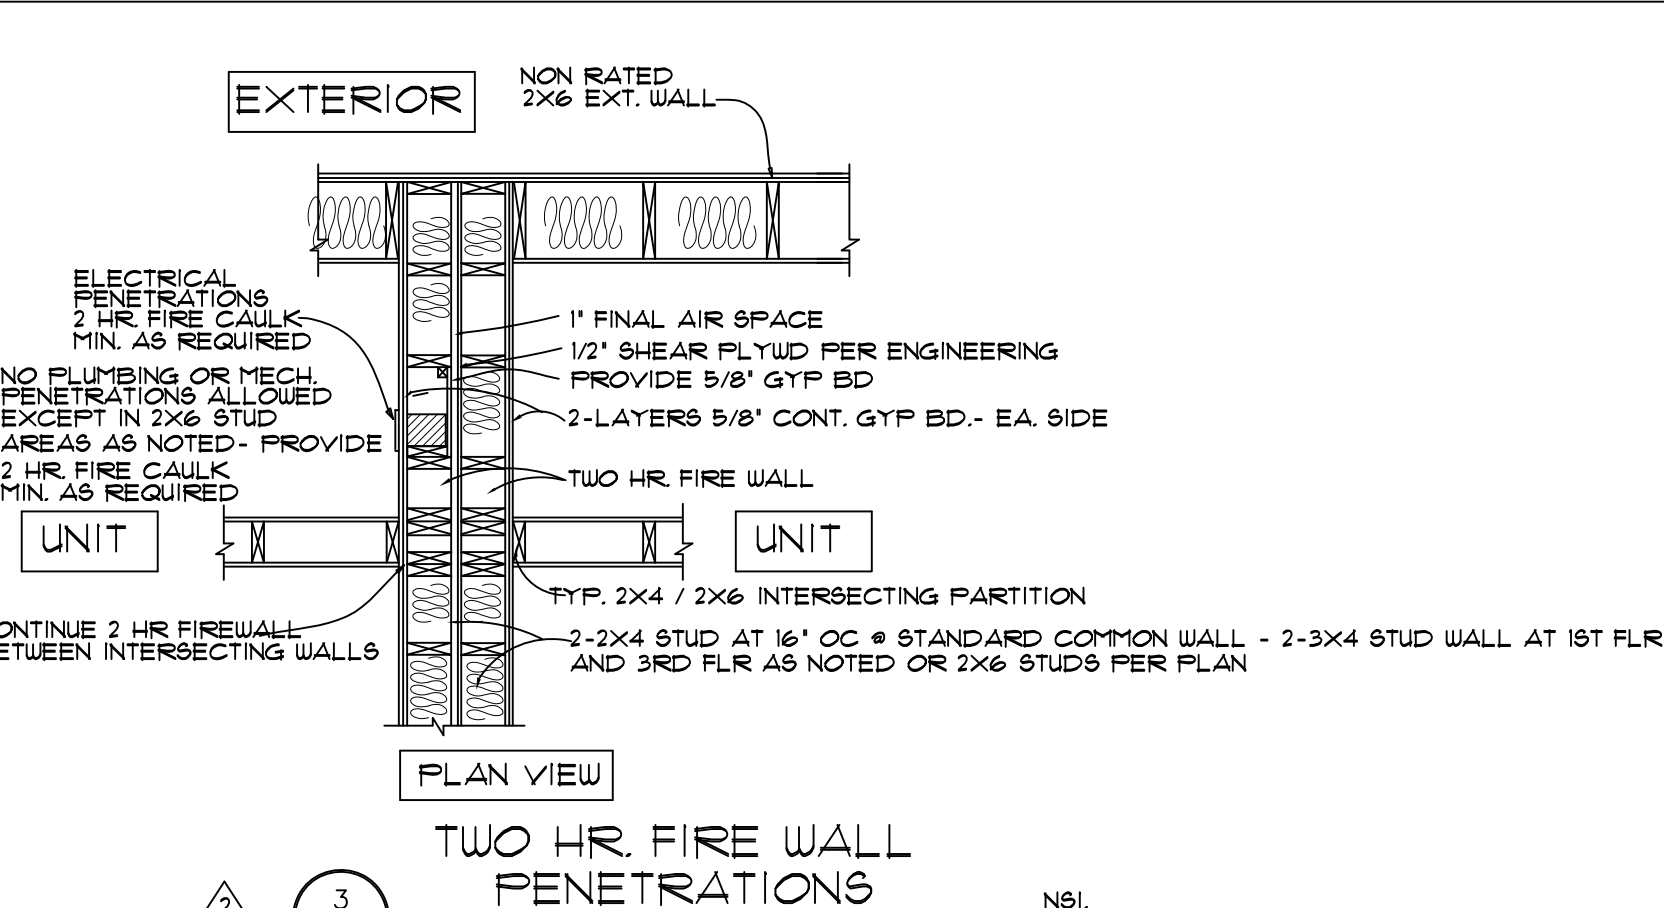 EXTERIOR
NON RATED
2X6 EXT. WALL
ELECTRICAL
PENETRATIONS
2 HR. FIRE CAULK
MIN. AS REQUIRED
NO PLUMBING OR MECH.
PENETRATIONS ALLOWED
EXCEPT IN 2X6 STUD
AREAS AS NOTED- PROVIDE
2 HR. FIRE CAULK
MIN. AS REQUIRED
1" FINAL AIR SPACE
1/2" SHEAR PLYWD PER ENGINEERING
PROVIDE 5/8" GYP BD
2-LAYERS 5/8" CONT. GYP BD.- EA. SIDE
TWO HR. FIRE WALL
UNIT
UNIT
TYP. 2X4 / 2X6 INTERSECTING PARTITION
ONTINUE 2 HR FIREWALL
ETWEEN INTERSECTING WALLS
2-2X4 STUD AT 16" OC @ STANDARD COMMON WALL - 2-3X4 STUD WALL AT 1ST FLR
AND 3RD FLR AS NOTED OR 2X6 STUDS PER PLAN
PLAN VIEW
TWO HR. FIRE WALL
PENETRATIONS
2
3